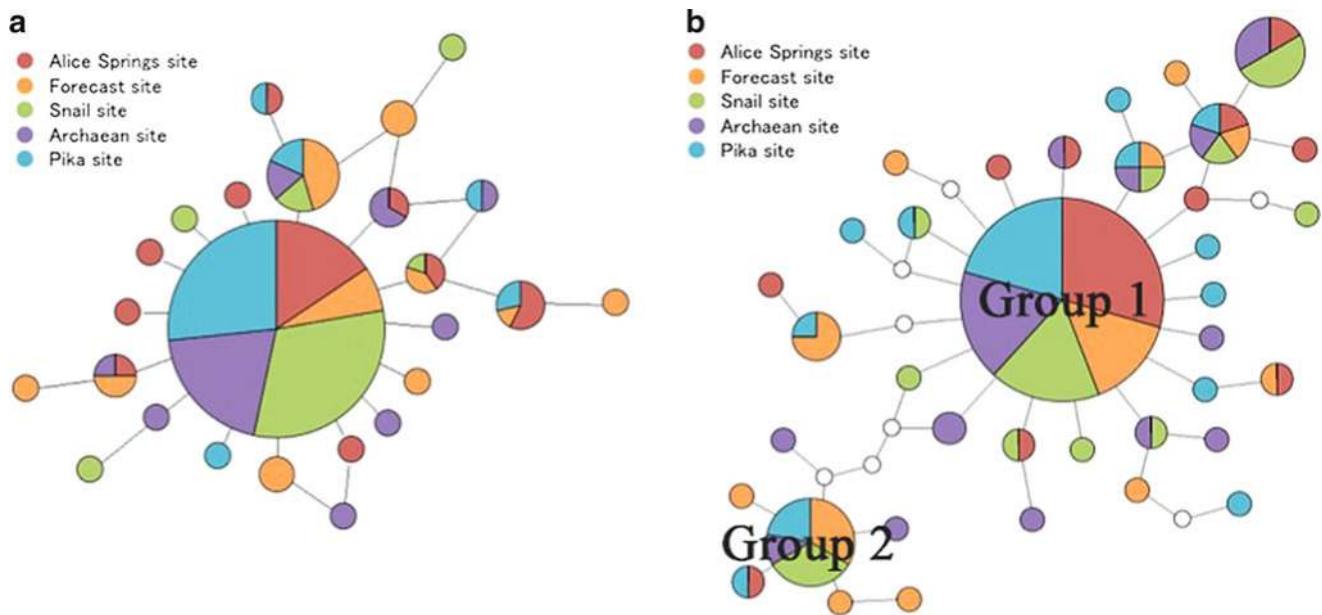 a
Alice Springs site
Forecast site
Snail site
Archaean site
Pika site
b
Alice Springs site
Forecast site
Snail site
Archaean site
Pika site
Group 1
Group 2